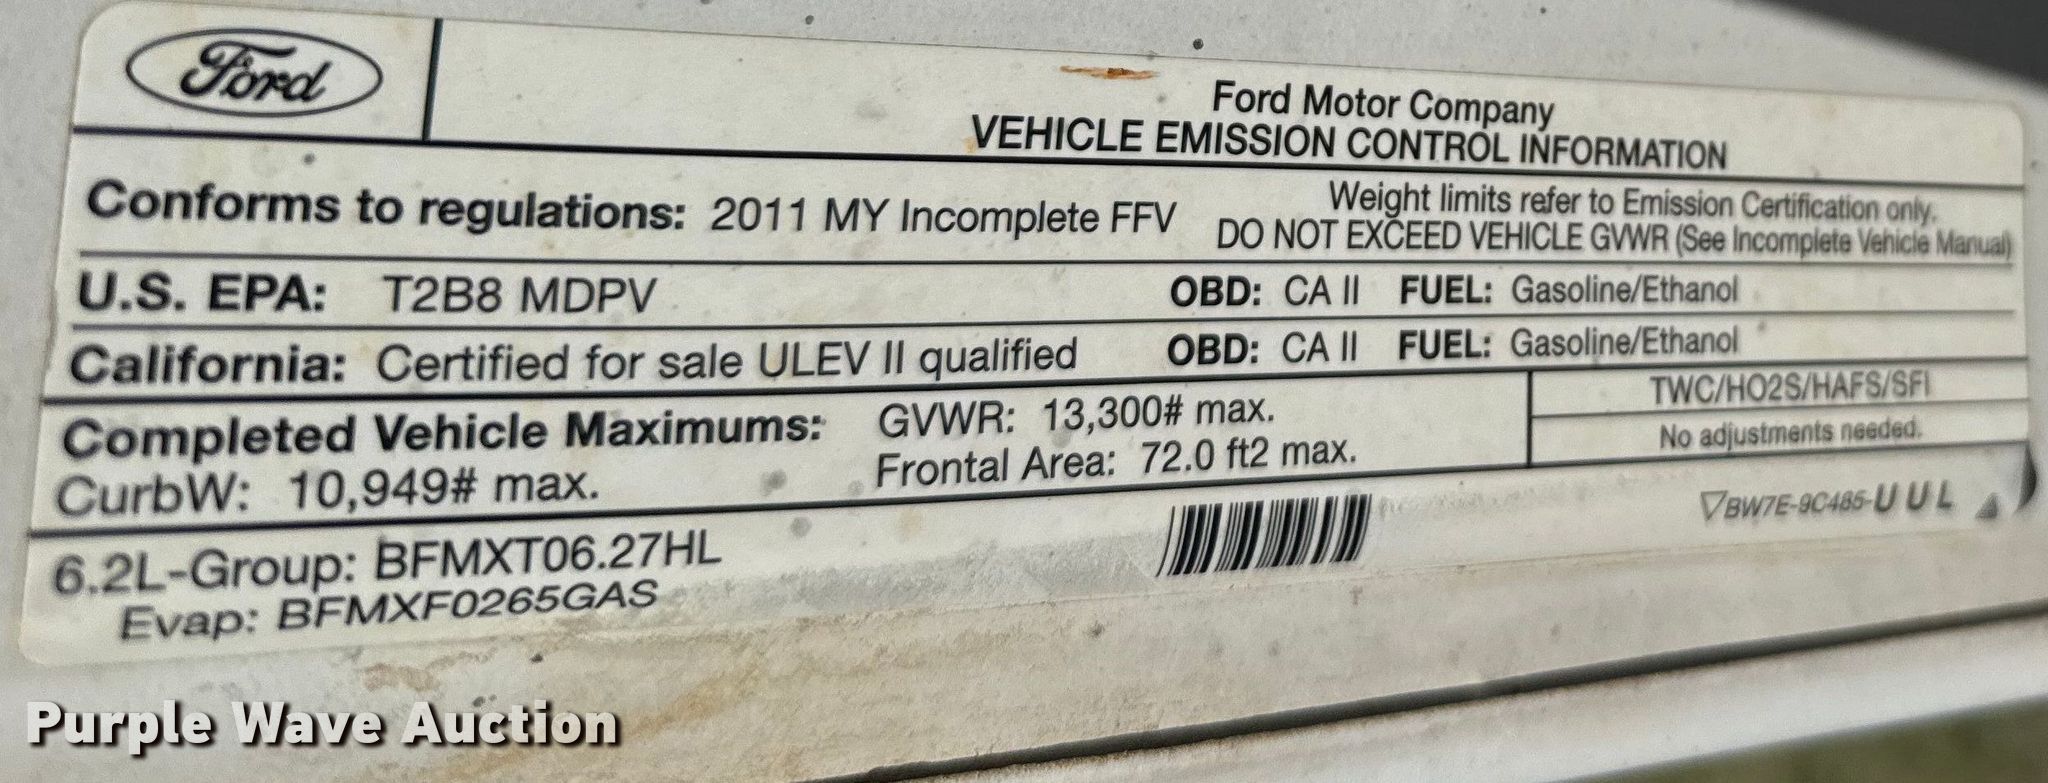 Ford
Ford Motor Company
VEHICLE EMISSION CONTROL INFORMATION
Conforms to regulations: 2011 MY Incomplete FFV
Weight limits refer to Emission Certification only.
DO NOT EXCEED VEHICLE GVWR (See Incomplete Vehicle Manual)
U.S. EPA: T2B8 MDPV OBD: CA II FUEL: Gasoline/Ethanol
California: Certified for sale ULEV II qualified OBD: CA II FUEL: Gasoline/Ethanol
Completed Vehicle Maximums: GVWR: 13,300# max.
CurbW: 10,949# max. Frontal Area: 72.0 ft2 max.
TWC/HO2S/HAFS/SFI
No adjustments needed.
6.2L-Group: BFMXT06.27HL
Evap: BFMXF0265GAS
BW7E-9C485-UUL
Purple Wave Auction